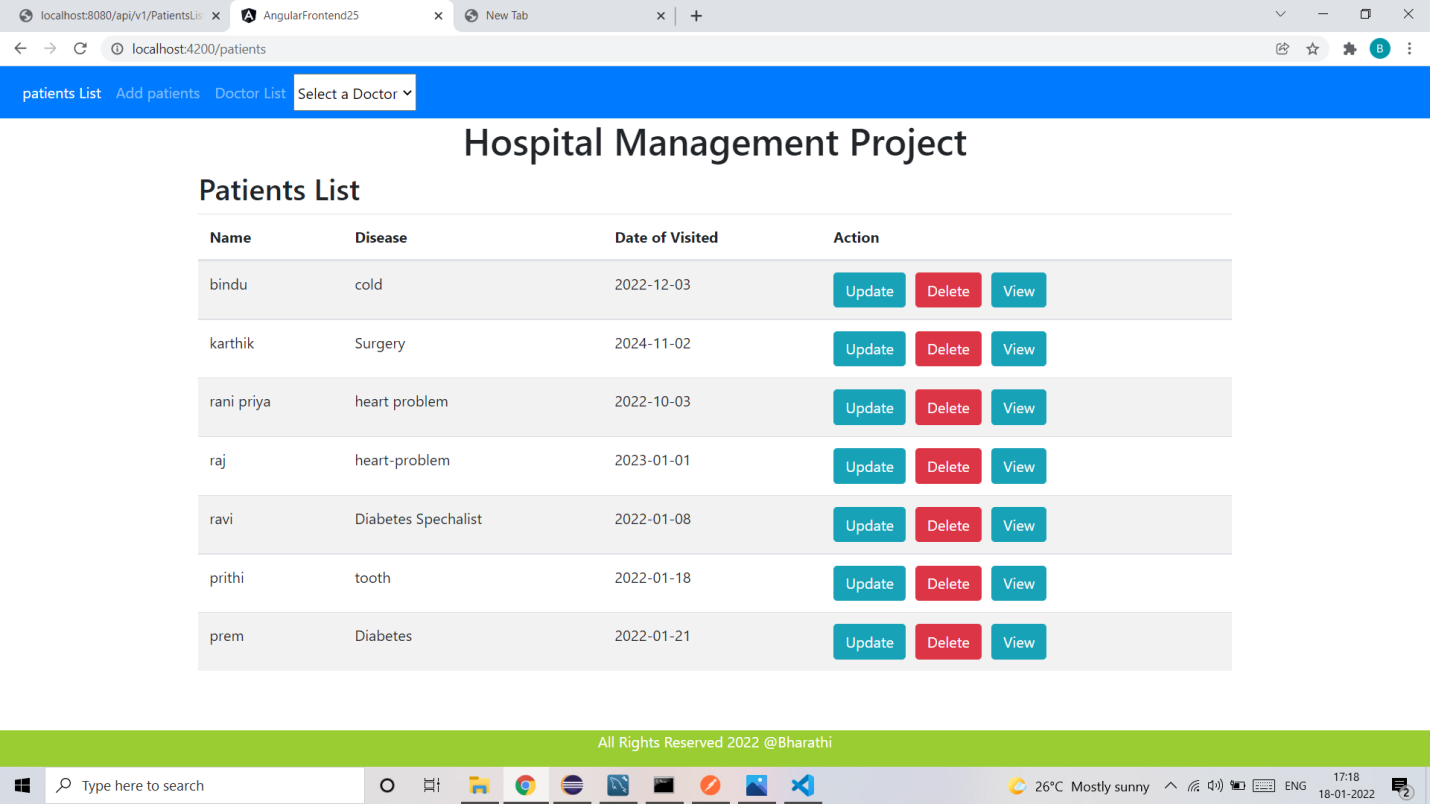 localhost:8080/api/v1/PatientsLis
AngularFrontend25
New Tab
localhost:4200/patients
B
patients List Add patients Doctor List Select a Doctor
Hospital Management Project
Patients List
Name Disease Date of Visited Action
bindu cold 2022-12-03 Update Delete View
karthik Surgery 2024-11-02 Update Delete View
rani priya heart problem 2022-10-03 Update Delete View
raj heart-problem 2023-01-01 Update Delete View
ravi Diabetes Spechalist 2022-01-08 Update Delete View
prithi tooth 2022-01-18 Update Delete View
prem Diabetes 2022-01-21 Update Delete View
All Rights Reserved 2022 @Bharathi
Type here to search
26°C Mostly sunny
ENG
17:18
18-01-2022
2